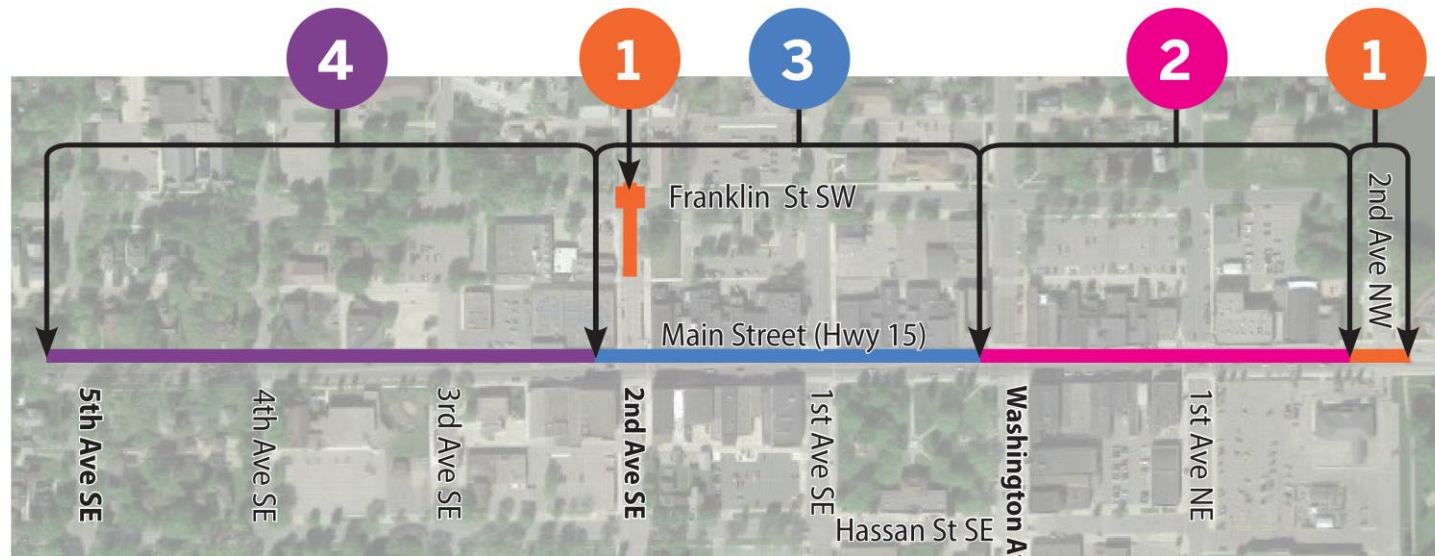 4
1
3
2
1
Franklin St SW
2nd Ave NW
Main Street (Hwy 15)
5th Ave SE
4th Ave SE
3rd Ave SE
2nd Ave SE
1st Ave SE
Washington A
1st Ave NE
Hassan St SE